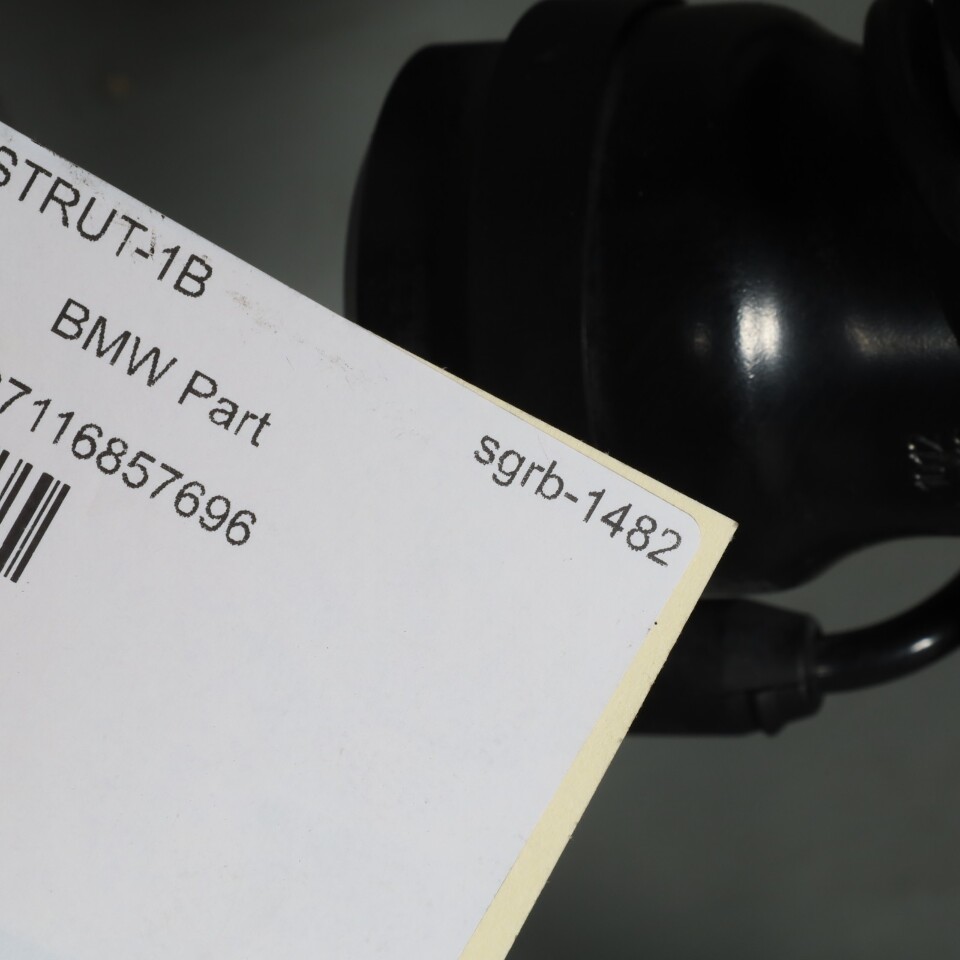 STRUT-1B
BMW Part
7116857696
sgrb-1482